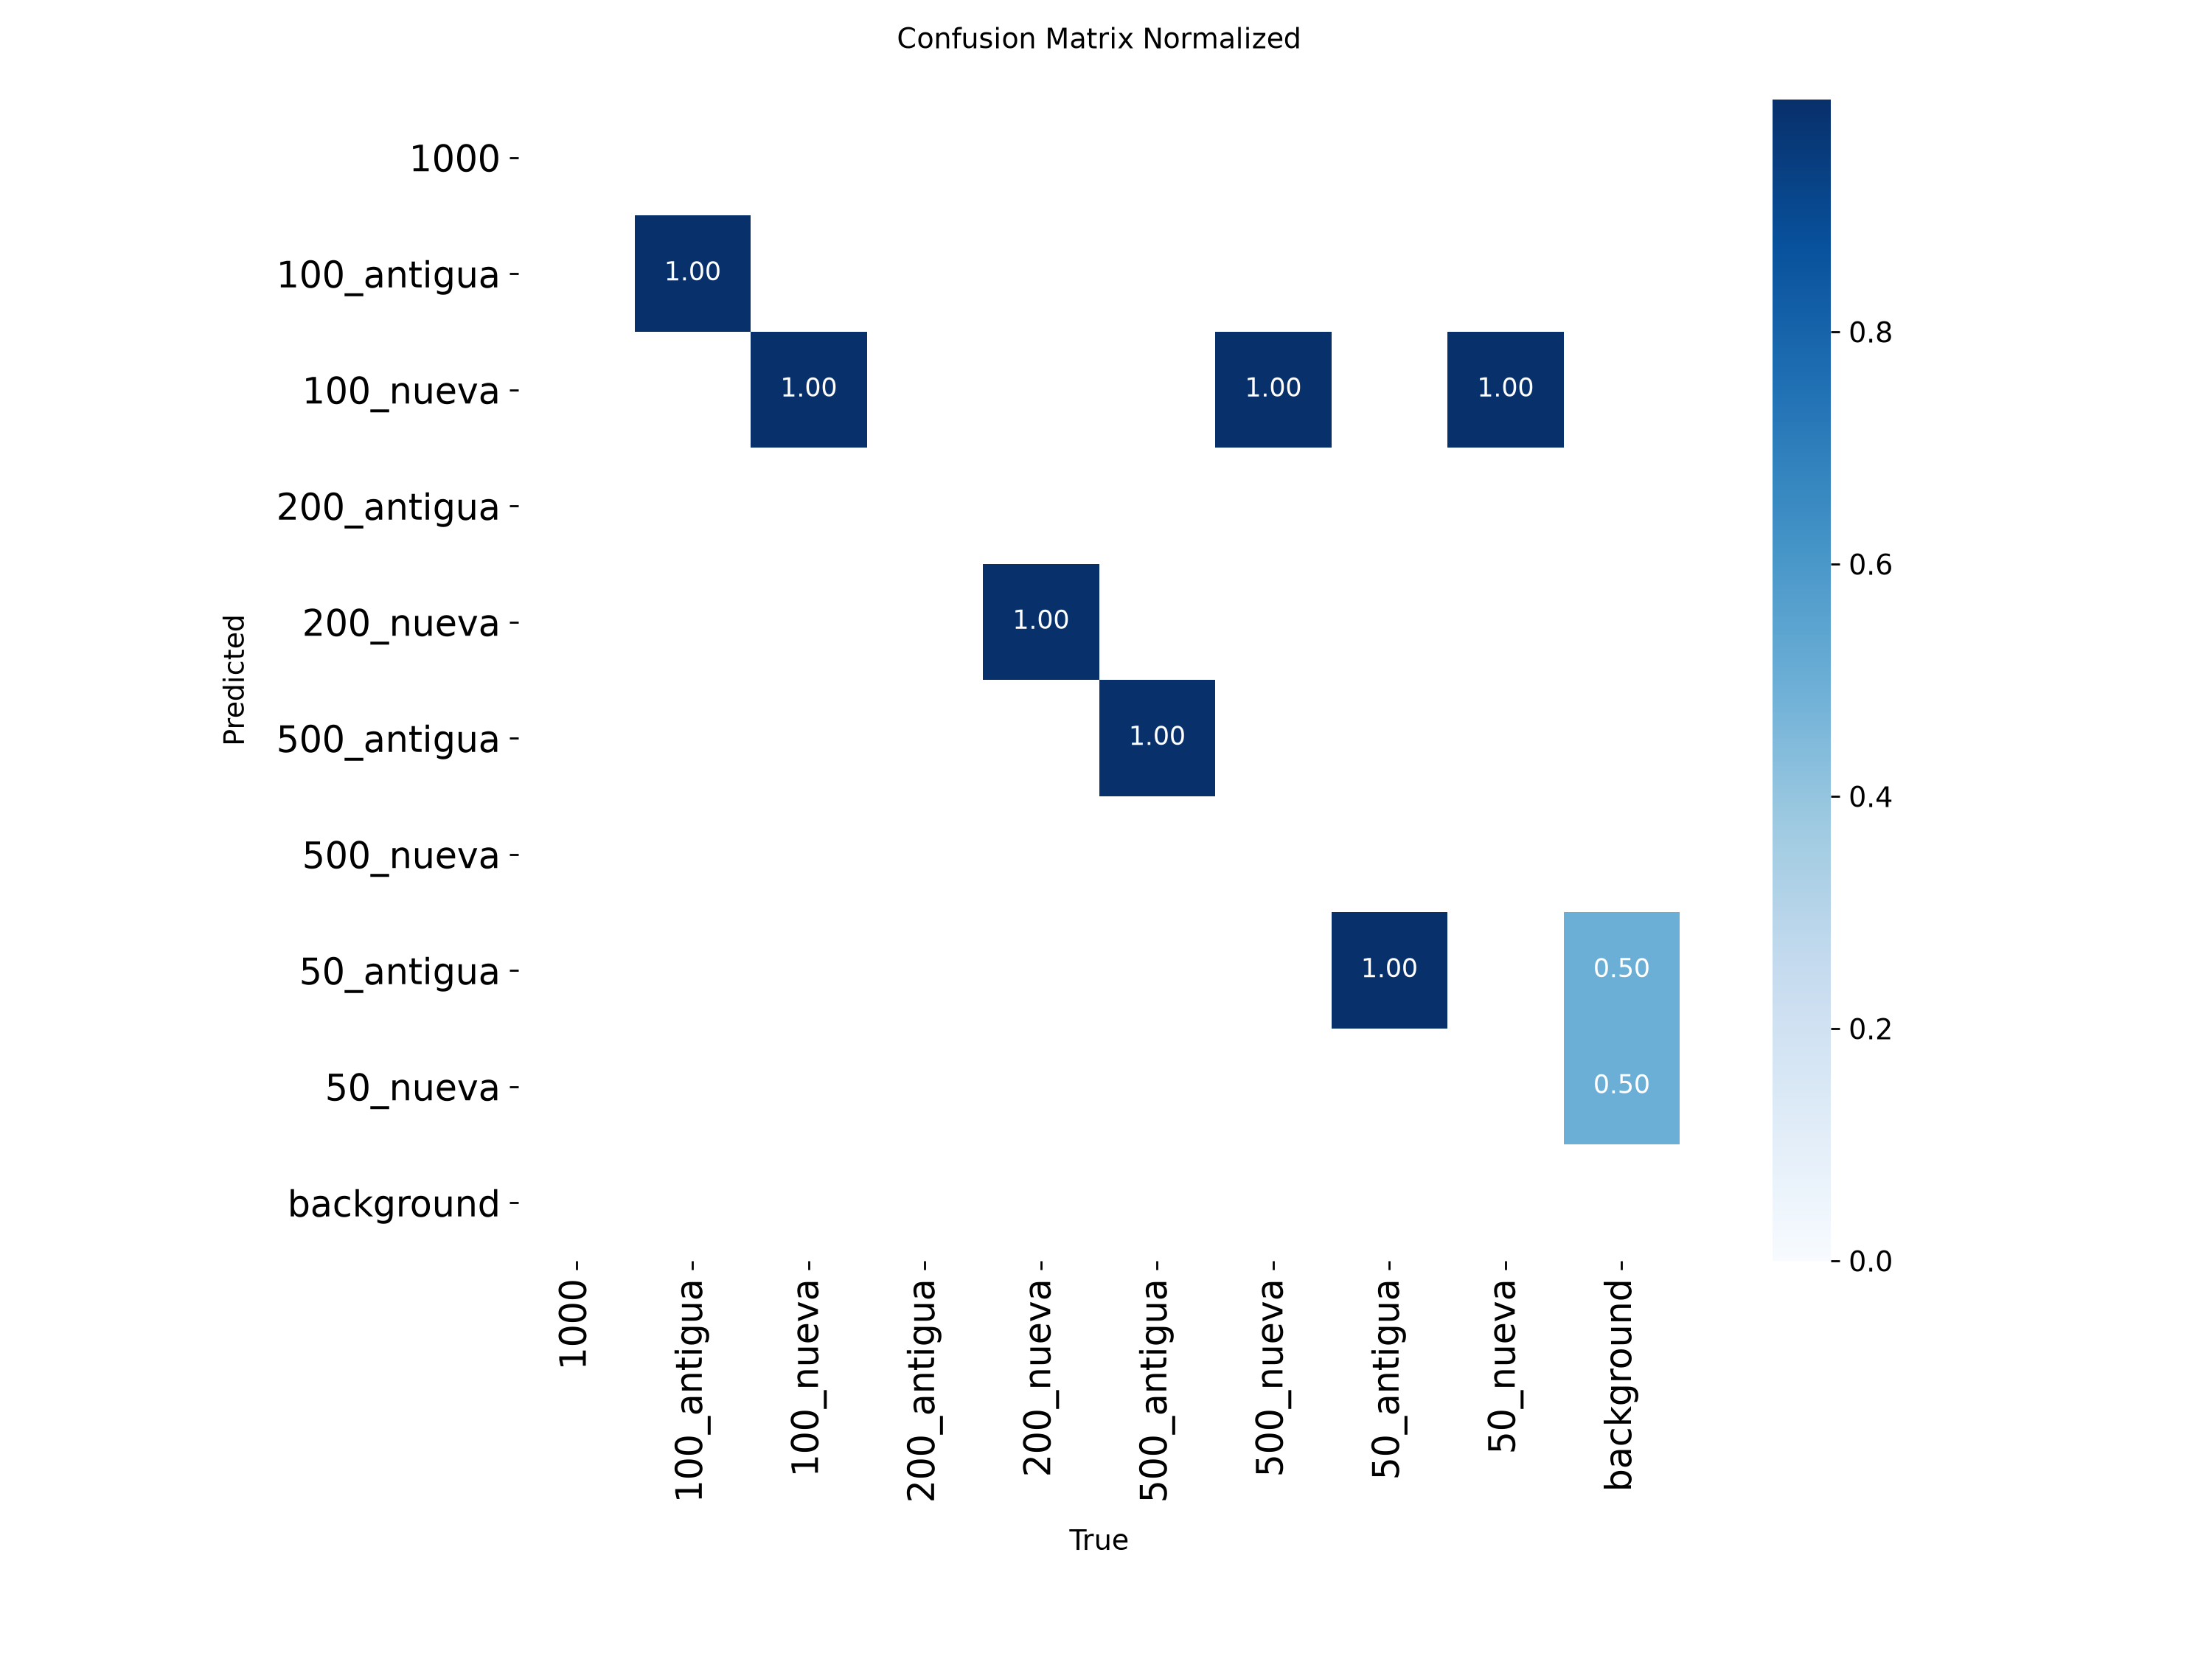 Confusion Matrix Normalized
1000
100_antigua
1.00
100_nueva
1.00
1.00
1.00
200_antigua
200_nueva
1.00
500_antigua
1.00
500_nueva
50_antigua
1.00
0.50
50_nueva
0.50
background
Predicted
1000
100_antigua
100_nueva
200_antigua
200_nueva
500_antigua
500_nueva
50_antigua
50_nueva
background
True
0.8
0.6
0.4
0.2
0.0